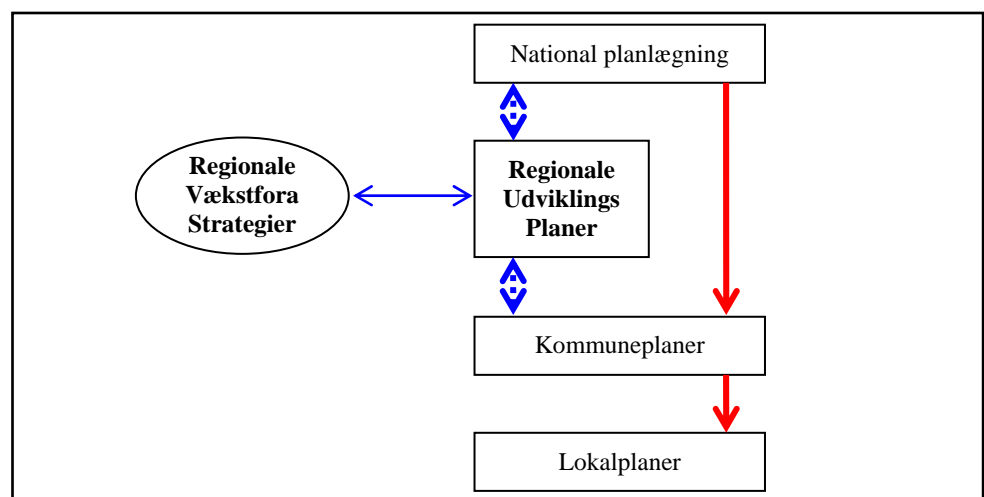 National planlægning
Regionale
Vækstfora
Strategier
Regionale
Udviklings
Planer
Kommuneplaner
Lokalplaner